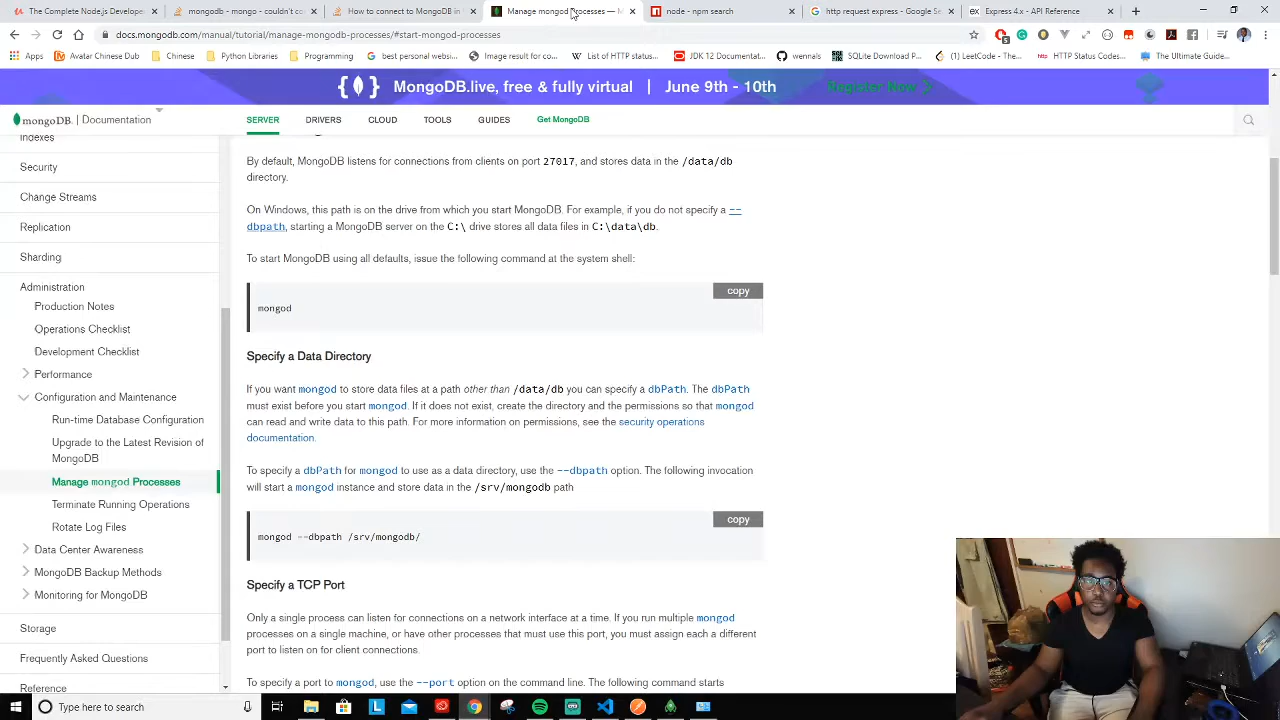 The Complete Node.js Develope
mongodb - mongo - couldn't co
How to connect to MongoDB in
Manage mongod Processes — M
node - npm search
http request express - Google Se
Express 4.x - API Reference
docs.mongodb.com/manual/tutorial/manage-mongodb-processes/#start-mongod-processes
Apps
Avatar the Last Airb...
Chinese
Python Libraries
Programming
best personal websi...
Image result for co...
List of HTTP status...
JDK 12 Documentat...
wennals
SQLite Download P...
(1) LeetCode - The...
HTTP Status Codes...
The Ultimate Guide...
MongoDB.live, free & fully virtual | June 9th - 10th
Register Now
mongoDB. | Documentation
SERVER
DRIVERS
CLOUD
TOOLS
GUIDES
Get MongoDB
Indexes
Security
Change Streams
Replication
Sharding
Administration
Production Notes
Operations Checklist
Development Checklist
Performance
Configuration and Maintenance
Run-time Database Configuration
Upgrade to the Latest Revision of
MongoDB
Manage mongod Processes
Terminate Running Operations
Rotate Log Files
Data Center Awareness
MongoDB Backup Methods
Monitoring for MongoDB
Storage
Frequently Asked Questions
Reference
By default, MongoDB listens for connections from clients on port 27017, and stores data in the /data/db
directory.
On Windows, this path is on the drive from which you start MongoDB. For example, if you do not specify a --
dbpath, starting a MongoDB server on the C:\ drive stores all data files in C:\data\db.
To start MongoDB using all defaults, issue the following command at the system shell:
copy
mongod
Specify a Data Directory
If you want mongod to store data files at a path other than /data/db you can specify a dbPath. The dbPath
must exist before you start mongod. If it does not exist, create the directory and the permissions so that mongod
can read and write data to this path. For more information on permissions, see the security operations
documentation.
To specify a dbPath for mongod to use as a data directory, use the --dbpath option. The following invocation
will start a mongod instance and store data in the /srv/mongodb path
copy
mongod --dbpath /srv/mongodb/
Specify a TCP Port
Only a single process can listen for connections on a network interface at a time. If you run multiple mongod
processes on a single machine, or have other processes that must use this port, you must assign each a different
port to listen on for client connections.
To specify a port to mongod, use the --port option on the command line. The following command starts
Type here to search